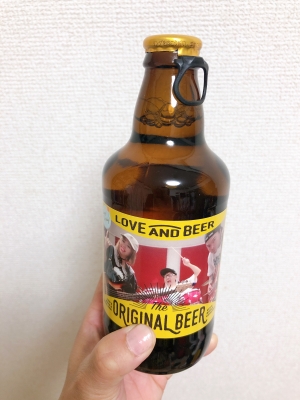 LOVE AND BEER
The
ORIGINAL BEER